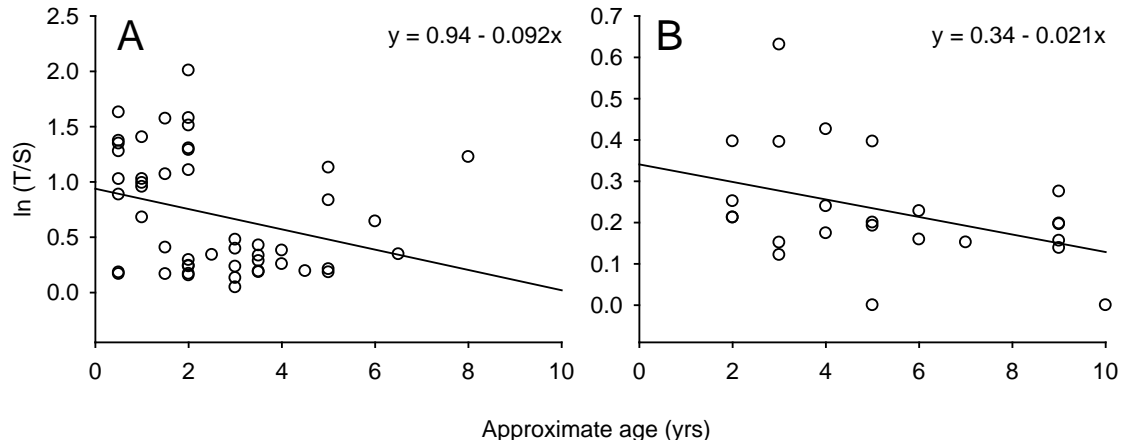 A
y = 0.94 - 0.092x
2.5
2.0
1.5
1.0
0.5
0.0
ln (T/S)
0 2 4 6 8 10
B
y = 0.34 - 0.021x
0.7
0.6
0.5
0.4
0.3
0.2
0.1
0.0
0 2 4 6 8 10
Approximate age (yrs)